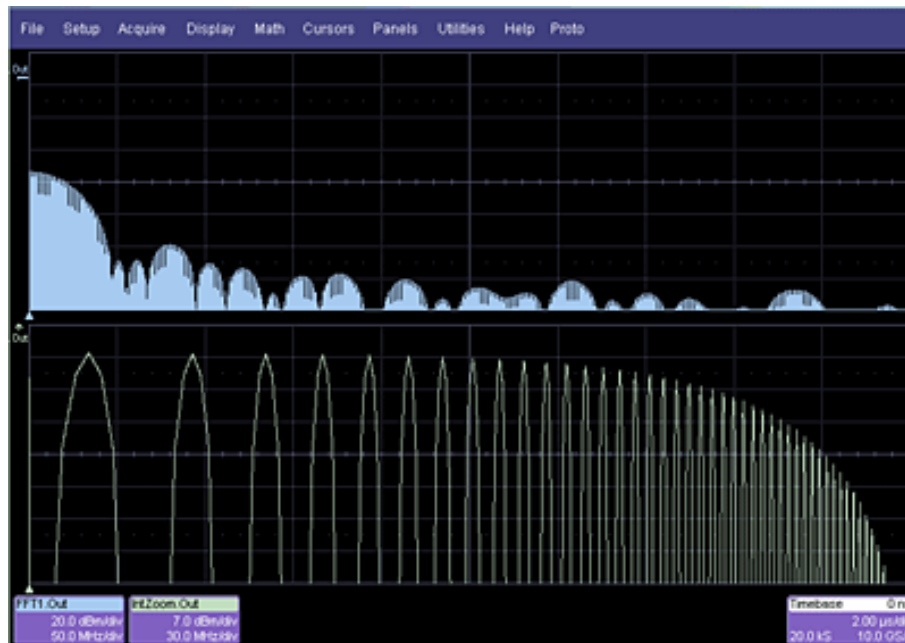 File Setup Acquire Display Math Cursors Panels Utilities Help Proto
Out
Out
FFT1.Out
20.0 dBm/div
50.0 MHz/div
IntZoom.Out
7.0 dBm/div
30.0 MHz/div
Timebase 0 n
2.00 µs/d
20.0 kS 10.0 GS